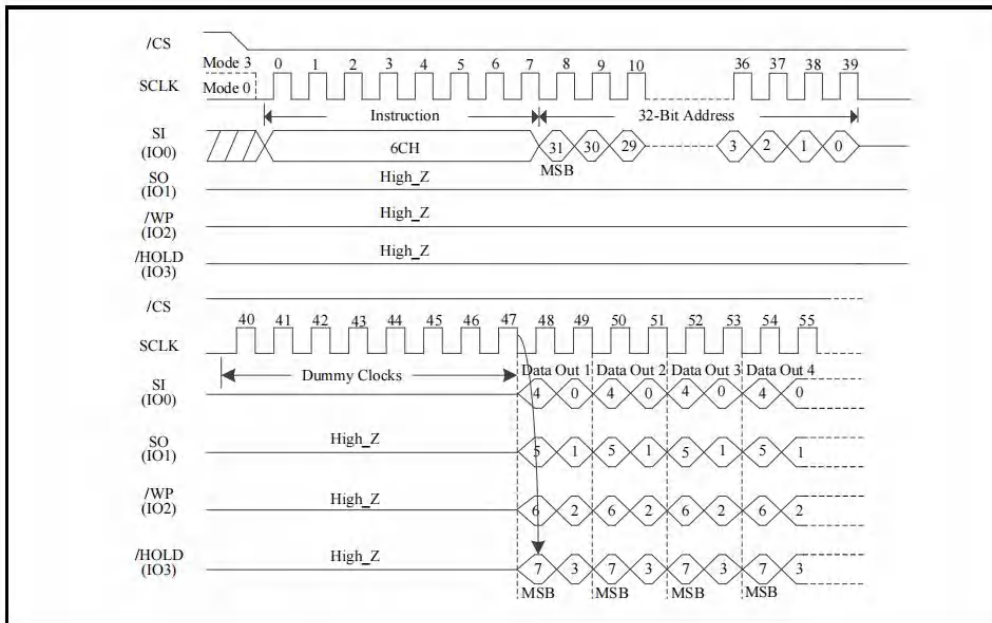 /CS
Mode 3 0 1 2 3 4 5 6 7 8 9 10 36 37 38 39
SCLK Mode 0
Instruction 32-Bit Address
SI
(IO0) 6CH 31 30 29 3 2 1 0
MSB
SO
(IO1) High_Z
/WP
(IO2) High_Z
/HOLD
(IO3) High_Z
/CS
40 41 42 43 44 45 46 47 48 49 50 51 52 53 54 55
SCLK
Dummy Clocks Data Out 1 Data Out 2 Data Out 3 Data Out 4
SI
(IO0) 4 0 4 0 4 0 4 0
SO
(IO1) High_Z 5 1 5 1 5 1 5 1
/WP
(IO2) High_Z 6 2 6 2 6 2 6 2
/HOLD
(IO3) High_Z 7 3 7 3 7 3 7 3
MSB MSB MSB MSB